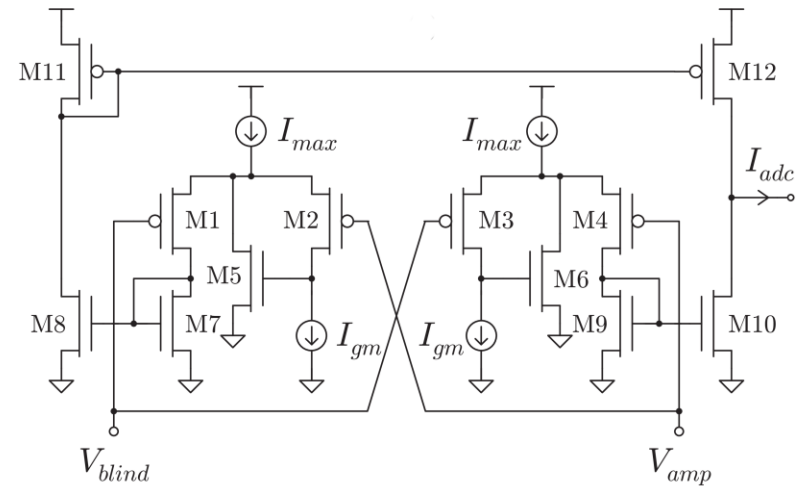 M11
M12
I_max
I_max
I_adc
M1
M2
M3
M4
M5
M6
M8
M7
I_gm
I_gm
M9
M10
V_blind
V_amp